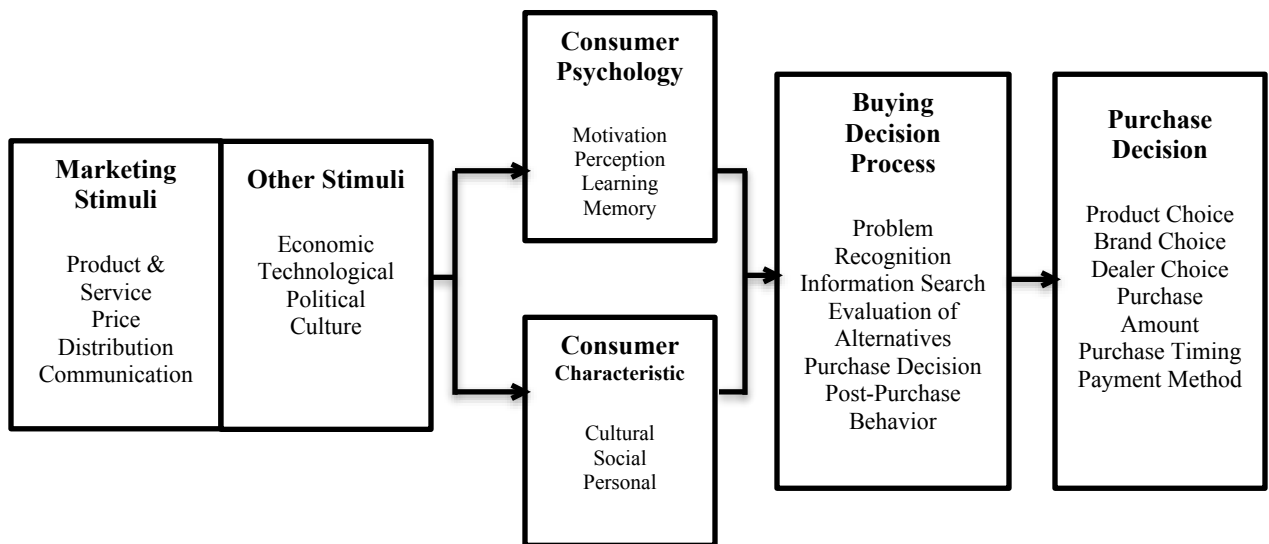 Marketing
Stimuli
Product &
Service
Price
Distribution
Communication
Other Stimuli
Economic
Technological
Political
Culture
Consumer
Psychology
Motivation
Perception
Learning
Memory
Consumer
Characteristic
Cultural
Social
Personal
Buying
Decision
Process
Problem
Recognition
Information Search
Evaluation of
Alternatives
Purchase Decision
Post-Purchase
Behavior
Purchase
Decision
Product Choice
Brand Choice
Dealer Choice
Purchase
Amount
Purchase Timing
Payment Method